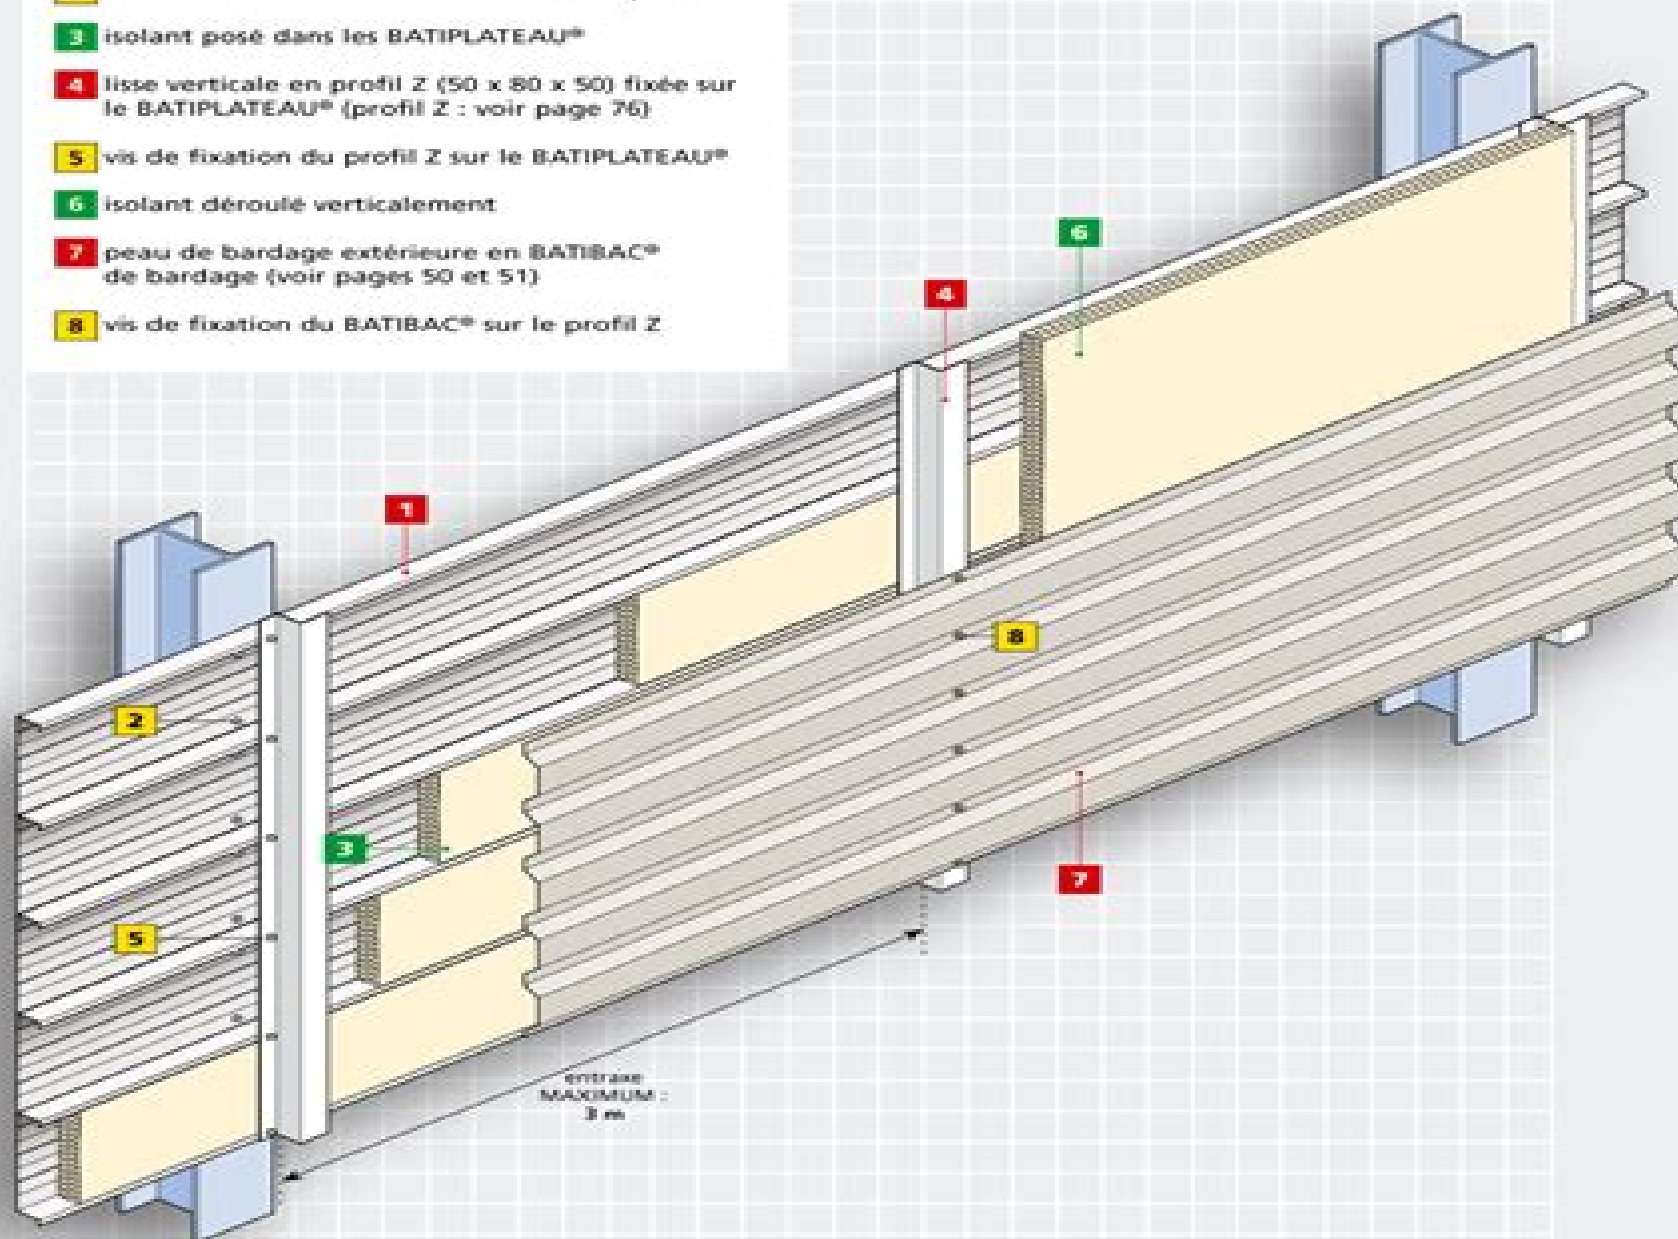 3 isolant posé dans les BATIPLATEAU®
4 lisse verticale en profil Z (50 x 80 x 50) fixée sur
le BATIPLATEAU® (profil Z : voir page 76)
5 vis de fixation du profil Z sur le BATIPLATEAU®
6 isolant déroulé verticalement
7 peau de bardage extérieure en BATIBAC®
de bardage (voir pages 50 et 51)
8 vis de fixation du BATIBAC® sur le profil Z
6
4
1
8
2
3
7
5
entraxe
MAXIMUM :
3 m